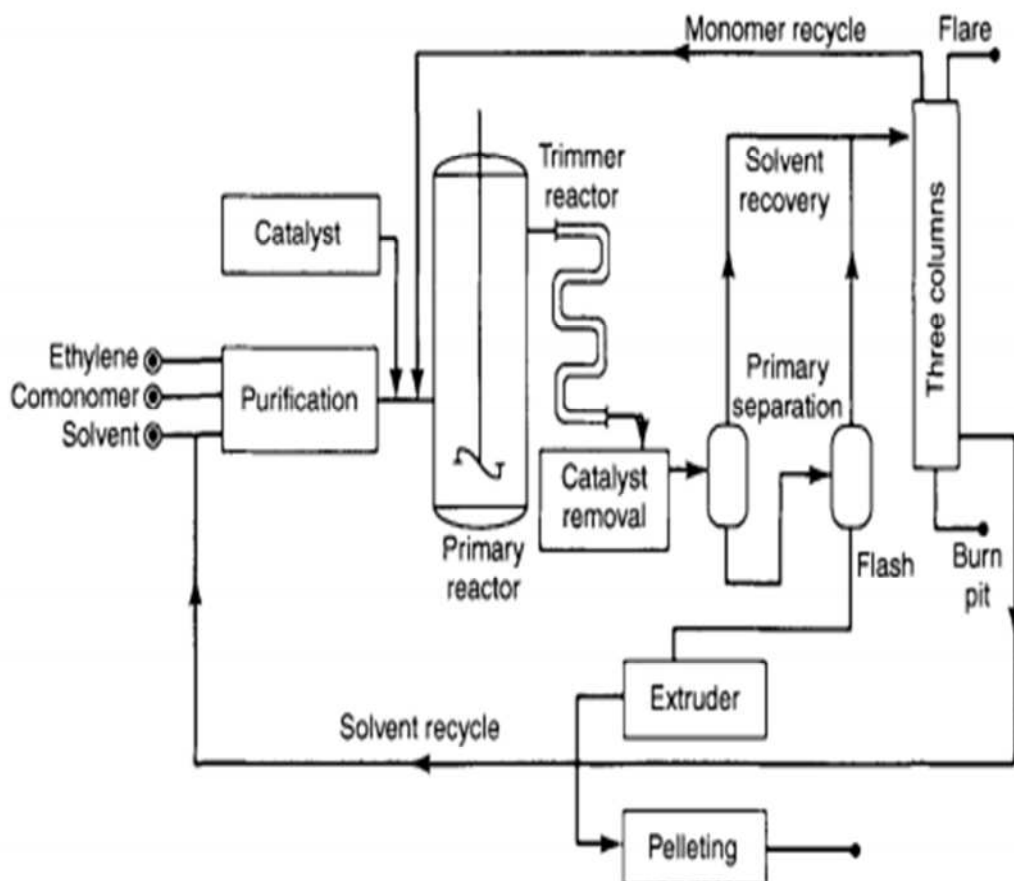 Monomer recycle
Flare
Trimmer
reactor
Solvent
recovery
Catalyst
Three columns
Ethylene
Comonomer
Solvent
Purification
Primary
separation
Catalyst
removal
Primary
reactor
Flash
Burn
pit
Extruder
Solvent recycle
Pelleting